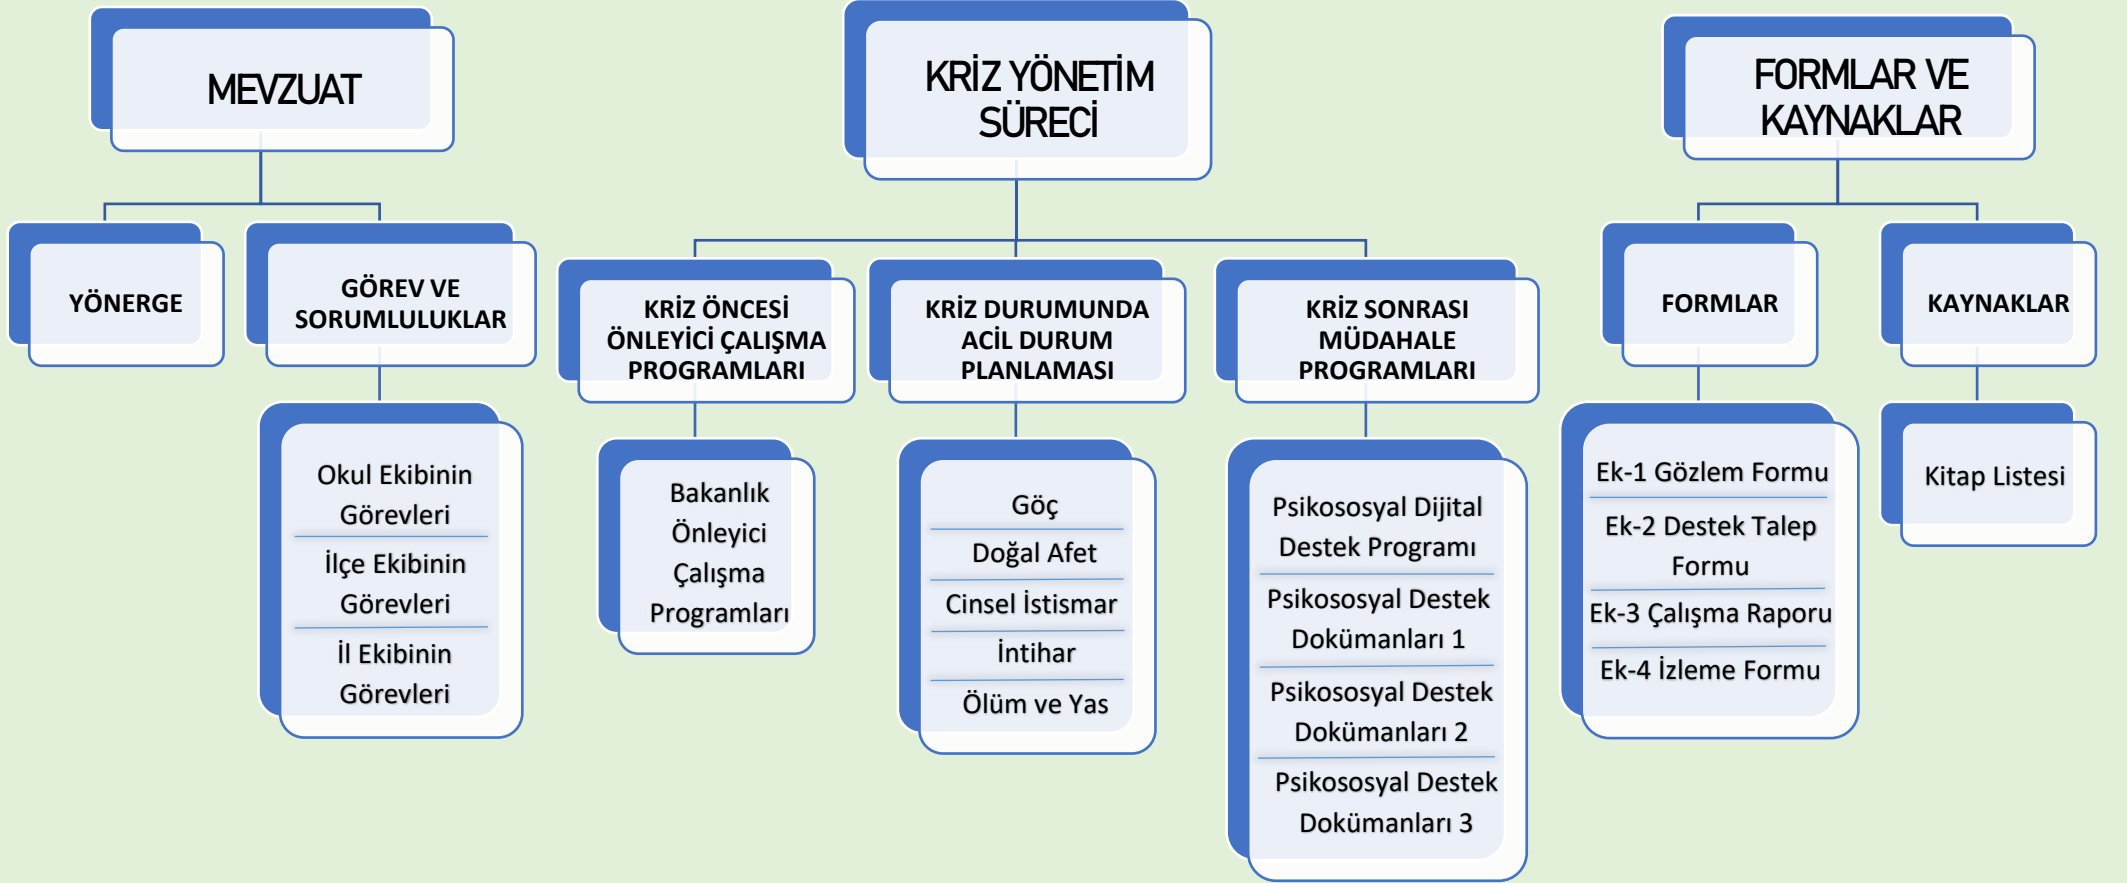 MEVZUAT
YÖNERGE
GÖREV VE
SORUMLULUKLAR
Okul Ekibinin
Görevleri
İlçe Ekibinin
Görevleri
İl Ekibinin
Görevleri
KRİZ YÖNETİM
SÜRECİ
KRİZ ÖNCESİ
ÖNLEYİCİ ÇALIŞMA
PROGRAMLARI
Bakanlık
Önleyici
Çalışma
Programları
KRİZ DURUMUNDA
ACİL DURUM
PLANLAMASI
Göç
Doğal Afet
Cinsel İstismar
İntihar
Ölüm ve Yas
KRİZ SONRASI
MÜDAHALE
PROGRAMLARI
Psikososyal Dijital
Destek Programı
Psikososyal Destek
Dokümanları 1
Psikososyal Destek
Dokümanları 2
Psikososyal Destek
Dokümanları 3
FORMLAR VE
KAYNAKLAR
FORMLAR
Ek-1 Gözlem Formu
Ek-2 Destek Talep
Formu
Ek-3 Çalışma Raporu
Ek-4 İzleme Formu
KAYNAKLAR
Kitap Listesi